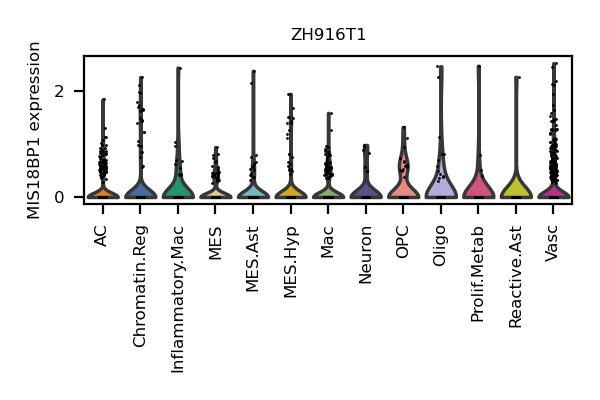 ZH916T1
MIS18BP1 expression
2
0
AC
Chromatin.Reg
Inflammatory.Mac
MES
MES.Ast
MES.Hyp
Mac
Neuron
OPC
Oligo
Prolif.Metab
Reactive.Ast
Vasc